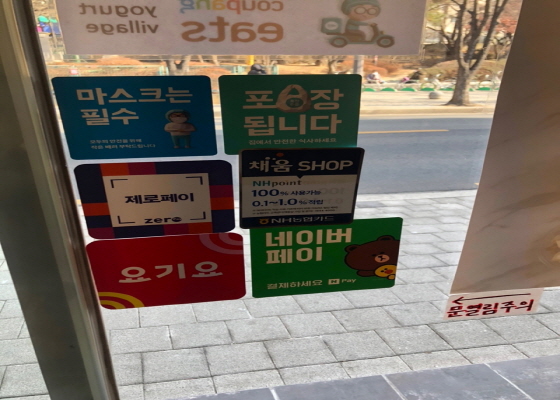 yogurt
village
coupang
eats
마스크는
필수
포장
됩니다
제로페이
zero
채움 SHOP
NHpoint
100% 사용가능
0.1~1.0% 적립
NH농협카드
요기요
네이버
페이
결제하세요 N Pay
문열림주의